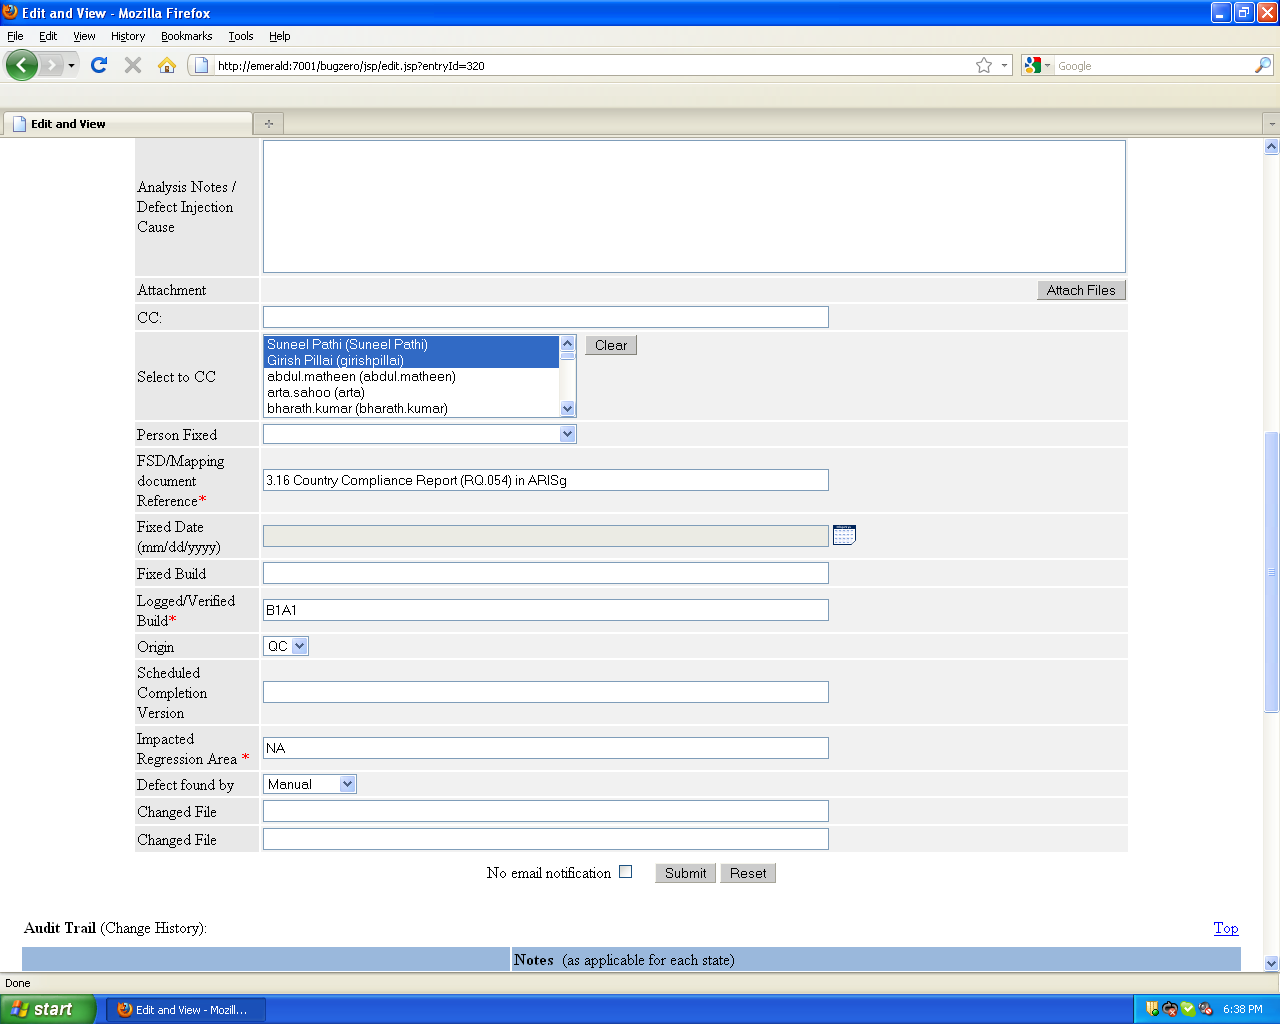 Edit and View - Mozilla Firefox
File Edit View History Bookmarks Tools Help
http://emerald:7001/bugzero/jsp/edit.jsp?entryId=320
Google
Edit and View
Analysis Notes /
Defect Injection
Cause
Attachment
Attach Files
CC:
Select to CC
Suneel Pathi (Suneel Pathi)
Girish Pillai (girishpillai)
abdul.matheen (abdul.matheen)
arta.sahoo (arta)
bharath.kumar (bharath.kumar)
Clear
Person Fixed
FSD/Mapping
document
Reference*
3.16 Country Compliance Report (RQ.054) in ARISg
Fixed Date
(mm/dd/yyyy)
Fixed Build
Logged/Verified
Build*
B1A1
Origin
QC
Scheduled
Completion
Version
Impacted
Regression Area *
NA
Defect found by
Manual
Changed File
Changed File
No email notification
Submit
Reset
Audit Trail (Change History):
Top
Notes (as applicable for each state)
Done
start
Edit and View - Mozill...
6:38 PM